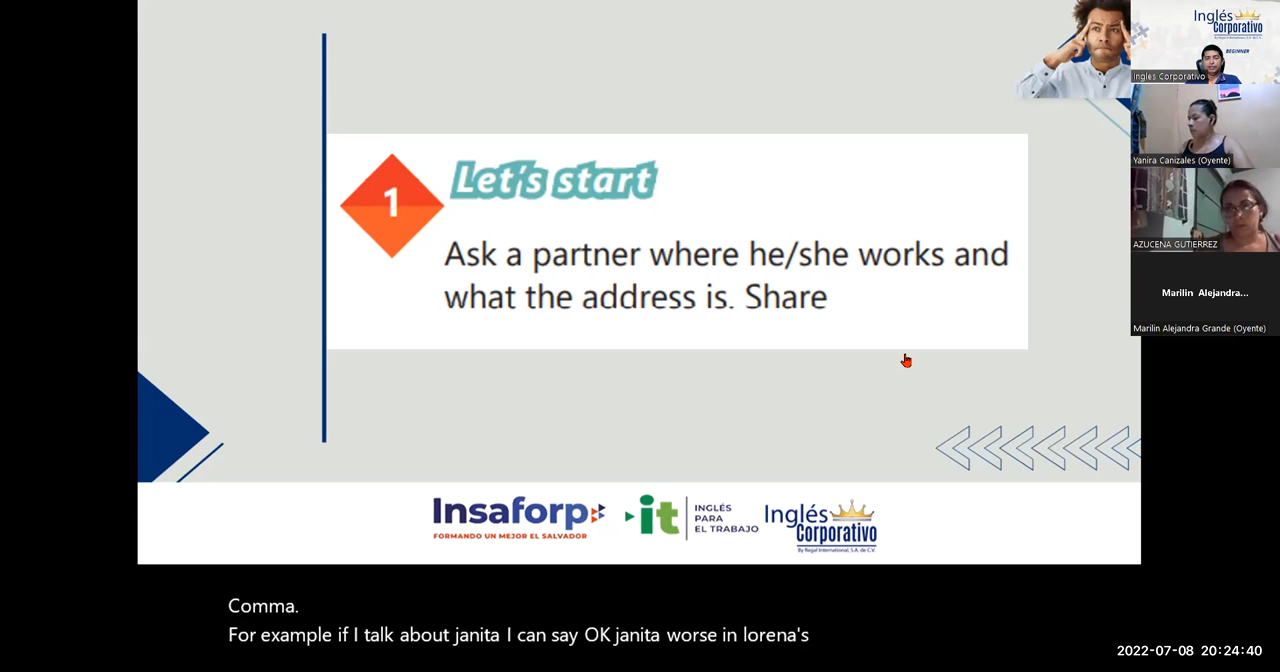 1
Let's start
Ask a partner where he/she works and
what the address is. Share
Insaforp
FORMANDO UN MEJOR EL SALVADOR
it
INGLÉS
PARA
EL TRABAJO
Inglés
Corporativo
By Regal International, S.A. de C.V.
Inglés
Corporativo
BEGINNER
Ingles Corporativo
Yanira Canizales (Oyente)
AZUCENA GUTIERREZ
Marilin Alejandra...
Marilin Alejandra Grande (Oyente)
Comma.
For example if I talk about janita I can say OK janita worse in lorena's
2022-07-08 20:24:40